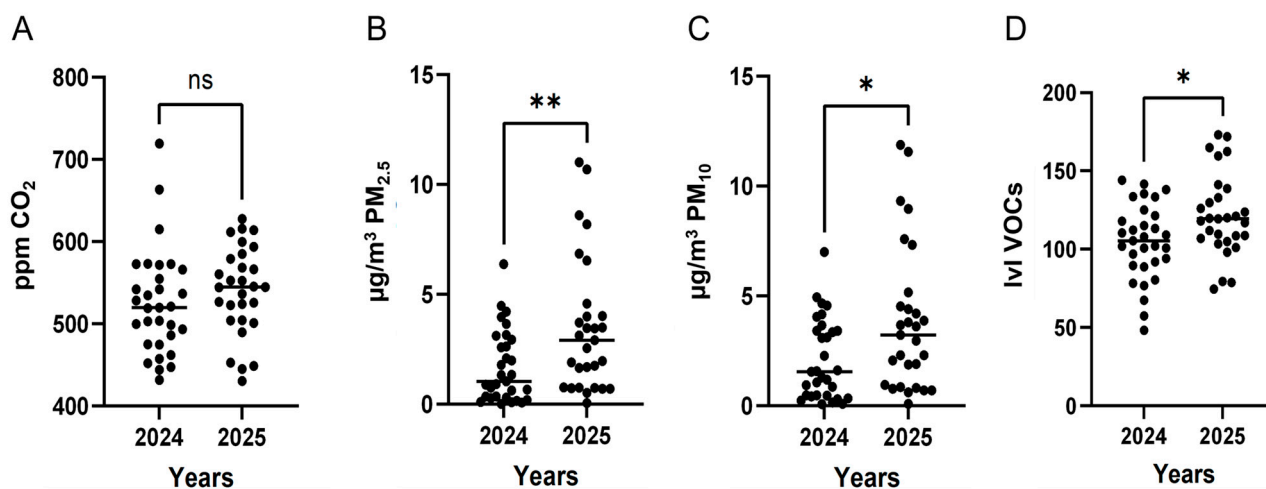 A
ppm CO₂
800
700
600
500
400
ns
2024
2025
Years
B
µg/m³ PM₂.₅
15
10
5
0
**
2024
2025
Years
C
µg/m³ PM₁₀
15
10
5
0
*
2024
2025
Years
D
lvl VOCs
200
150
100
50
0
*
2024
2025
Years